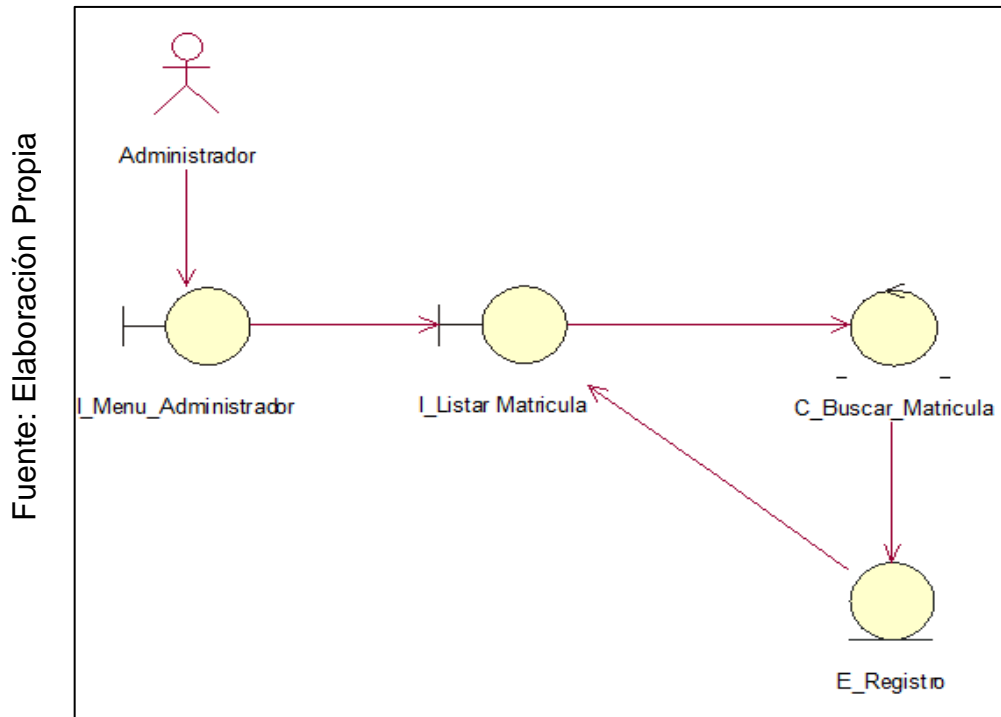 Fuente: Elaboración Propia
Administrador
I_Menu_Administrador
I_Listar Matricula
C_Buscar_Matricula
E_Registro